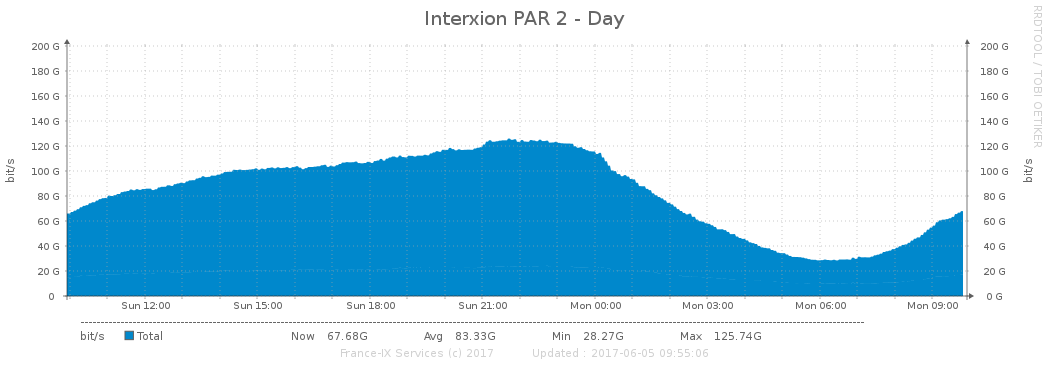 Interxion PAR 2 - Day
RRDTOOL / TOBI OETIKER
bit/s
200 G 200 G
180 G 180 G
160 G 160 G
140 G 140 G
120 G 120 G
100 G 100 G
80 G 80 G
60 G 60 G
40 G 40 G
20 G 20 G
0 0 G
bit/s
Sun 12:00 Sun 15:00 Sun 18:00 Sun 21:00 Mon 00:00 Mon 03:00 Mon 06:00 Mon 09:00
bit/s Total Now 67.68G Avg 83.33G Min 28.27G Max 125.74G
France-IX Services (c) 2017 Updated : 2017-06-05 09:55:06